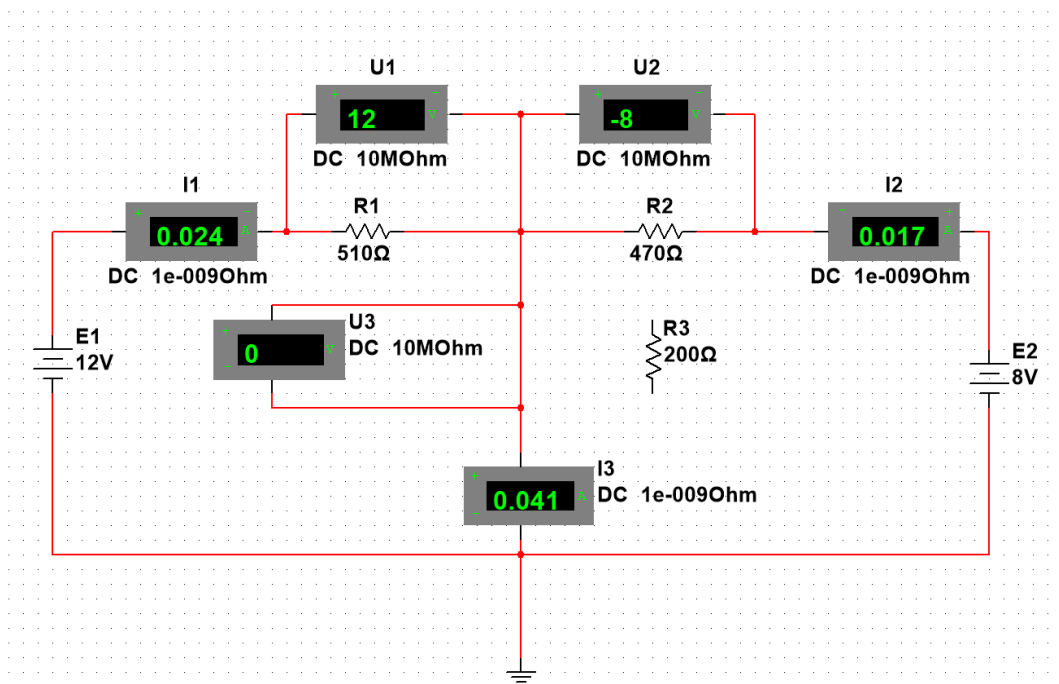 U1
U2
+ − 12 V
+ − -8 V
DC 10MOhm
DC 10MOhm
I1
I2
R1
R2
+ − 0.024 A
− + 0.017 A
510Ω
470Ω
DC 1e-009Ohm
DC 1e-009Ohm
U3
R3
+ − 0 V
DC 10MOhm
200Ω
E1
12V
E2
8V
I3
+ − 0.041 A
DC 1e-009Ohm